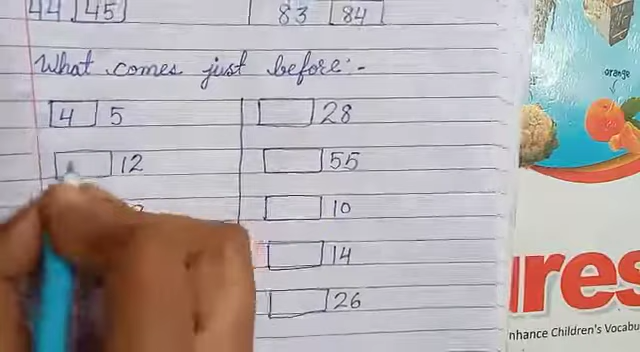 44 45 83 84
What comes just before:-
4 5 28
12 55
10
14
26
orange
ures
nhance Children's Vocabu